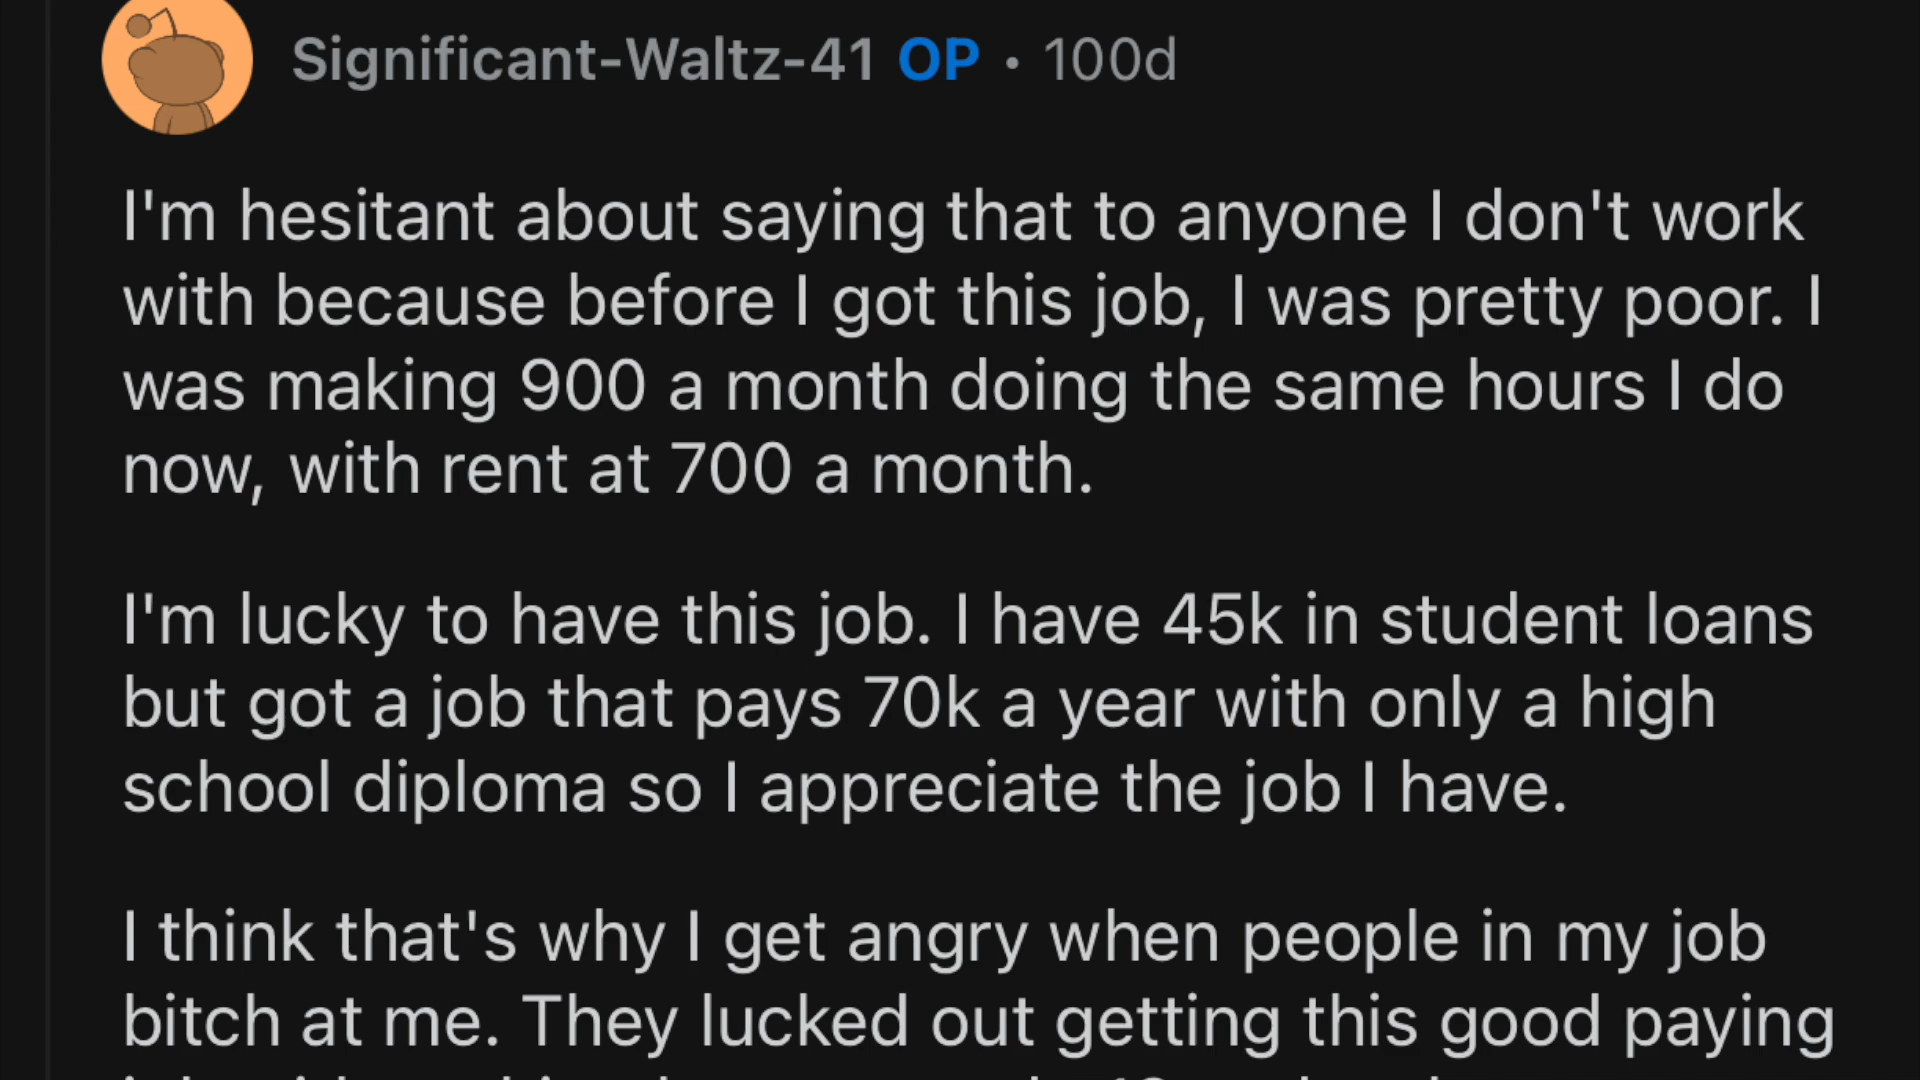 Significant-Waltz-41 OP • 100d
I'm hesitant about saying that to anyone I don't work
with because before I got this job, I was pretty poor. I
was making 900 a month doing the same hours I do
now, with rent at 700 a month.
I'm lucky to have this job. I have 45k in student loans
but got a job that pays 70k a year with only a high
school diploma so I appreciate the job I have.
I think that's why I get angry when people in my job
bitch at me. They lucked out getting this good paying